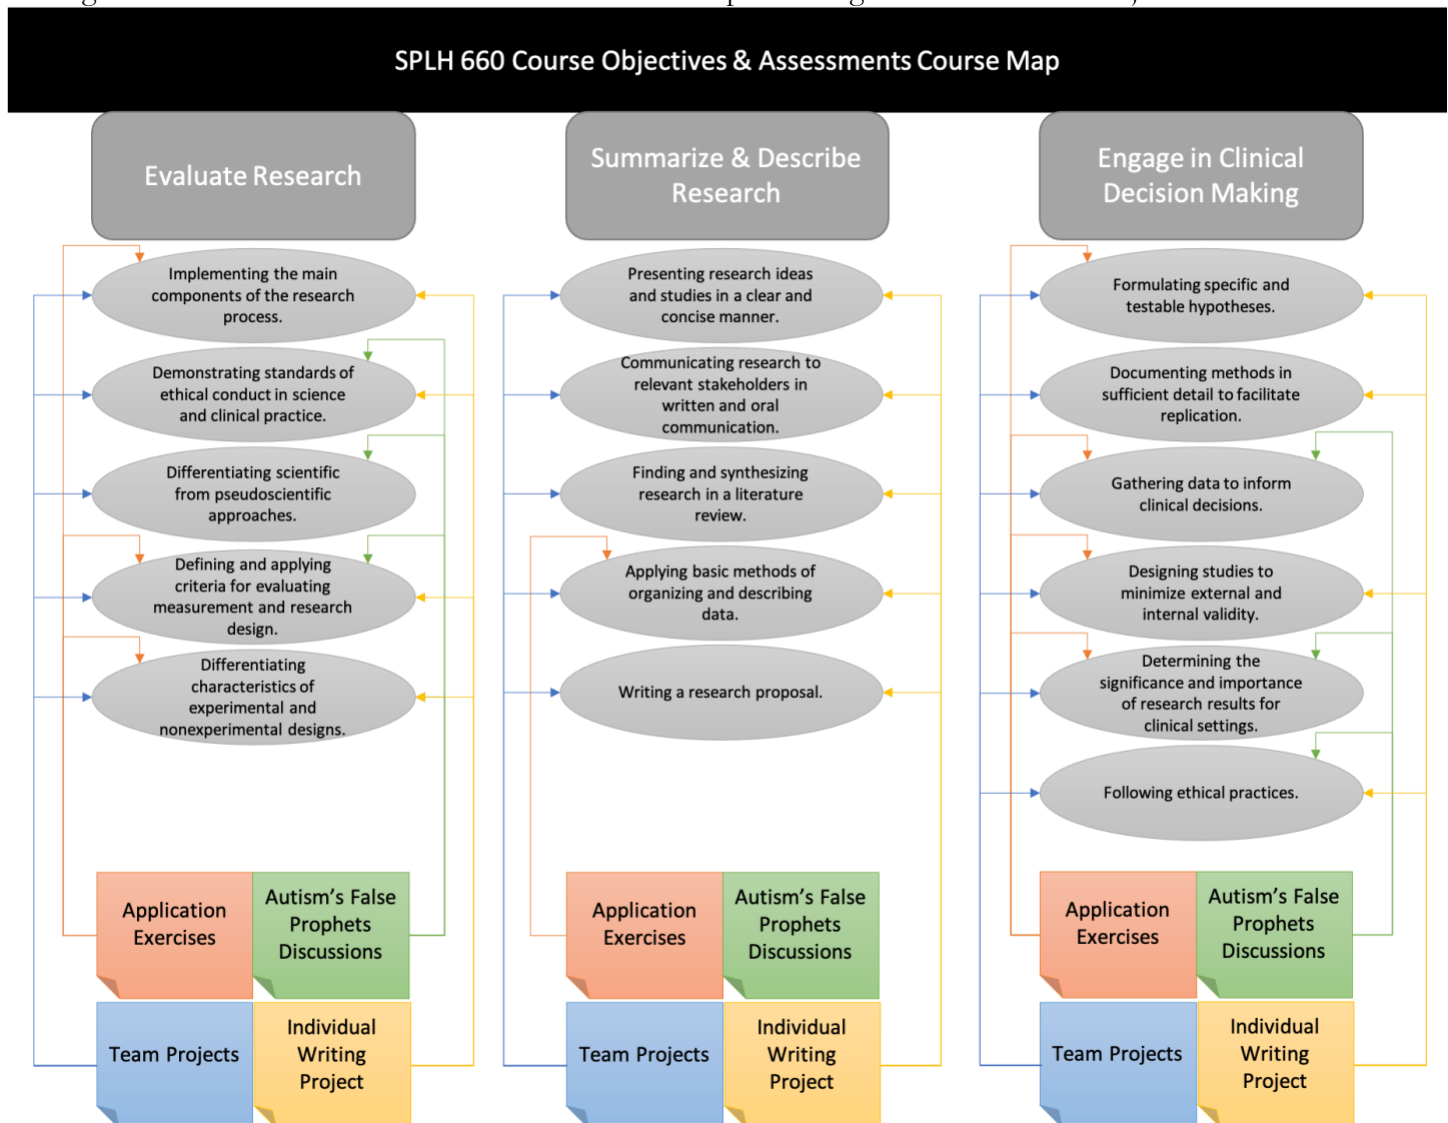 SPLH 660 Course Objectives & Assessments Course Map
Evaluate Research
Implementing the main
components of the research
process.
Demonstrating standards of
ethical conduct in science
and clinical practice.
Differentiating scientific
from pseudoscientific
approaches.
Defining and applying
criteria for evaluating
measurement and research
design.
Differentiating
characteristics of
experimental and
nonexperimental designs.
Application
Exercises
Autism's False
Prophets
Discussions
Team Projects
Individual
Writing
Project
Summarize & Describe
Research
Presenting research ideas
and studies in a clear and
concise manner.
Communicating research to
relevant stakeholders in
written and oral
communication.
Finding and synthesizing
research in a literature
review.
Applying basic methods of
organizing and describing
data.
Writing a research proposal.
Application
Exercises
Autism's False
Prophets
Discussions
Team Projects
Individual
Writing
Project
Engage in Clinical
Decision Making
Formulating specific and
testable hypotheses.
Documenting methods in
sufficient detail to facilitate
replication.
Gathering data to inform
clinical decisions.
Designing studies to
minimize external and
internal validity.
Determining the
significance and importance
of research results for
clinical settings.
Following ethical practices.
Application
Exercises
Autism's False
Prophets
Discussions
Team Projects
Individual
Writing
Project